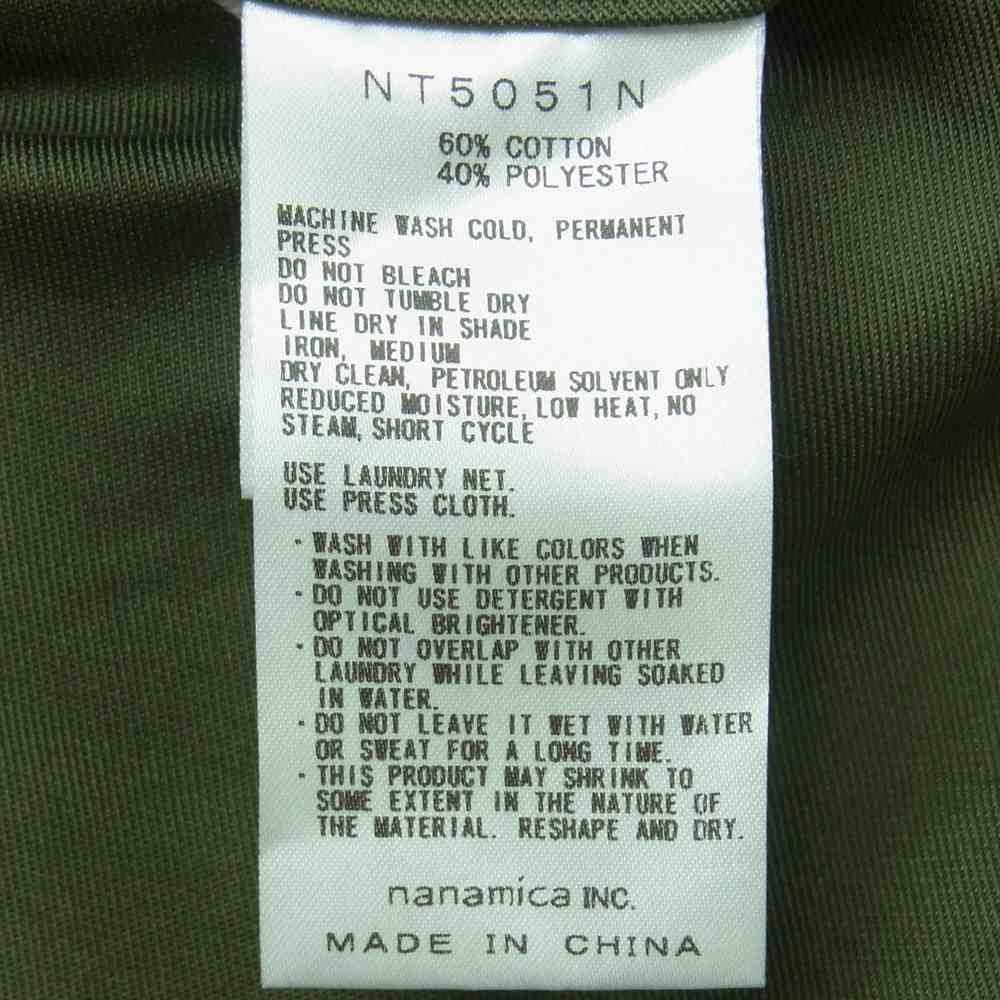 NT5051N
60% COTTON
40% POLYESTER
MACHINE WASH COLD, PERMANENT
PRESS
DO NOT BLEACH
DO NOT TUMBLE DRY
LINE DRY IN SHADE
IRON, MEDIUM
DRY CLEAN, PETROLEUM SOLVENT ONLY
REDUCED MOISTURE, LOW HEAT, NO
STEAM, SHORT CYCLE
USE LAUNDRY NET.
USE PRESS CLOTH.
・WASH WITH LIKE COLORS WHEN
WASHING WITH OTHER PRODUCTS.
・DO NOT USE DETERGENT WITH
OPTICAL BRIGHTENER.
・DO NOT OVERLAP WITH OTHER
LAUNDRY WHILE LEAVING SOAKED
IN WATER.
・DO NOT LEAVE IT WET WITH WATER
OR SWEAT FOR A LONG TIME.
・THIS PRODUCT MAY SHRINK TO
SOME EXTENT IN THE NATURE OF
THE MATERIAL. RESHAPE AND DRY.
nanamica INC.
MADE IN CHINA